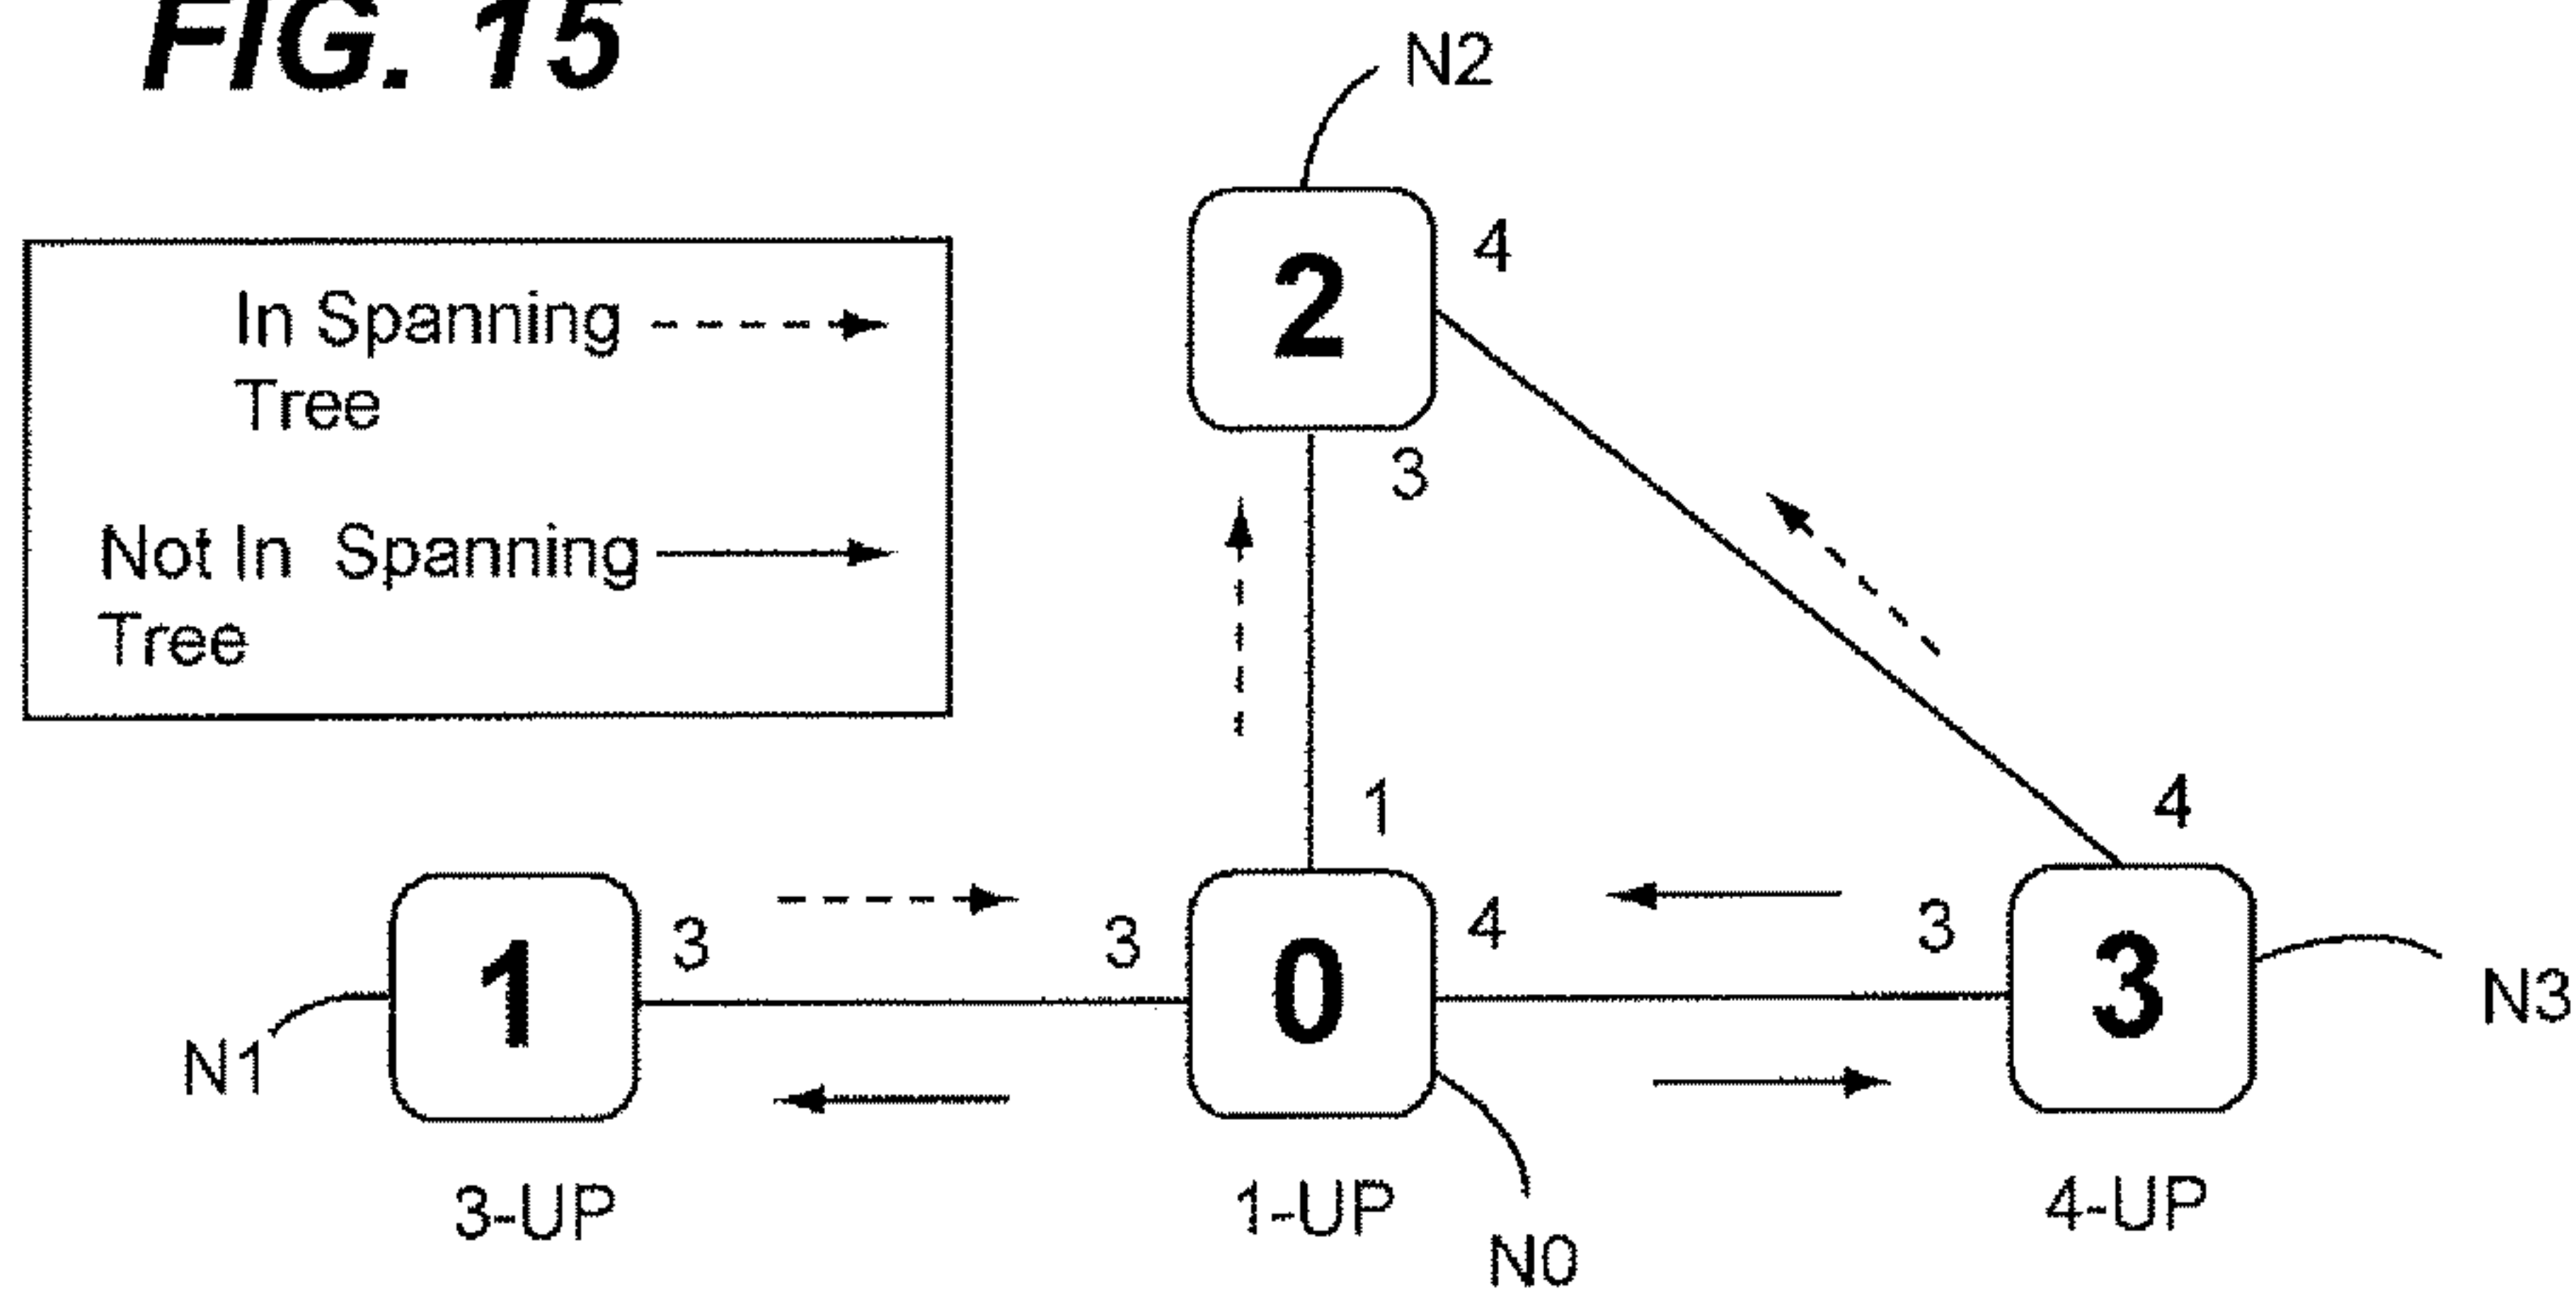 FIG. 15
N2
2
4
In Spanning
Tree
3
Not In Spanning
Tree
1
4
3
3
4
3
1
0
3
N1
N3
3-UP
1-UP
4-UP
N0